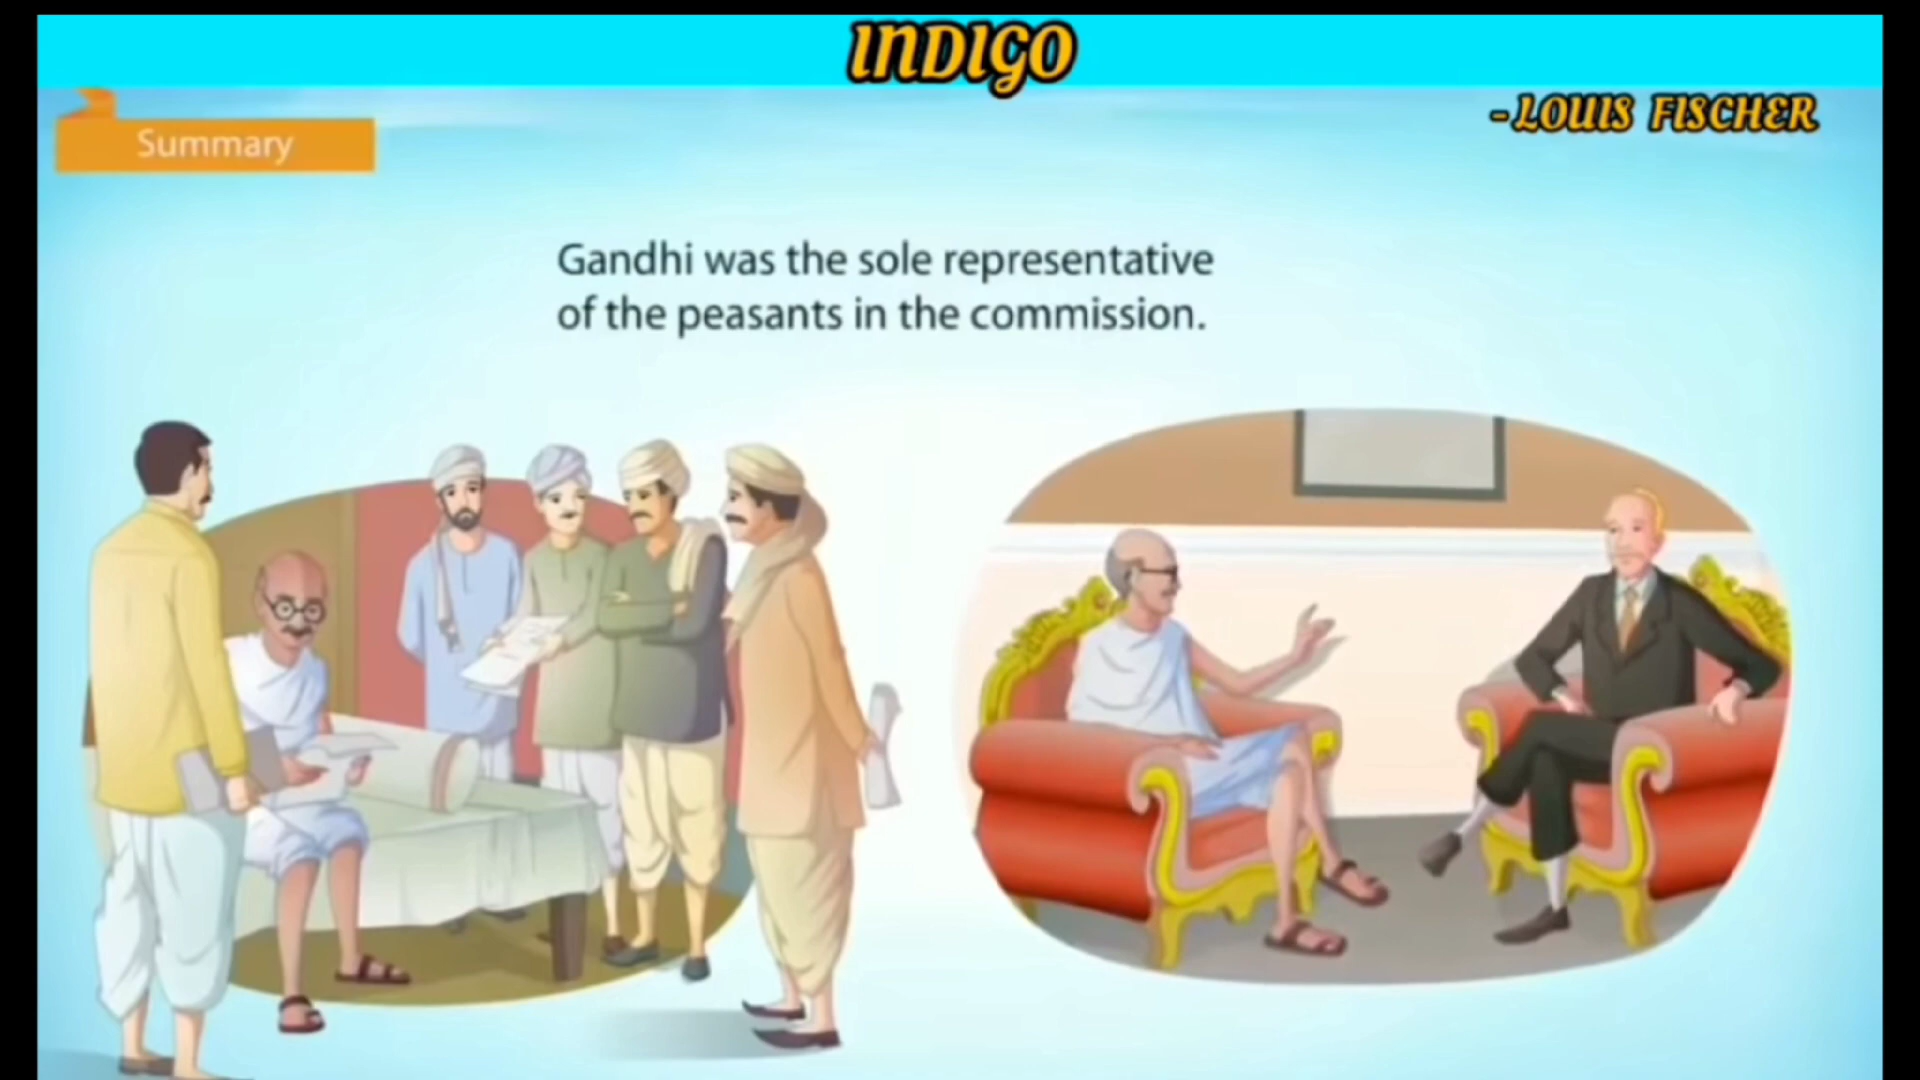 INDIGO
- LOUIS FISCHER
Summary
Gandhi was the sole representative
of the peasants in the commission.